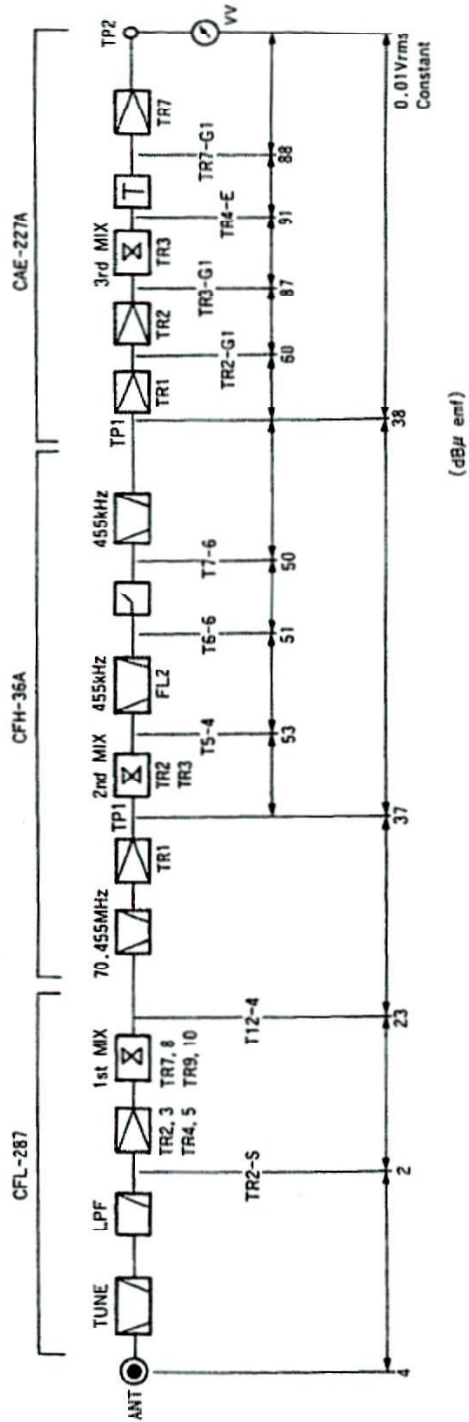 CFL-287
CFH-36A
CAE-227A
ANT
TUNE
LPF
TR2, 3
TR4, 5
1st MIX
TR7, 8
TR9, 10
70.455MHz
TR1
TP1
2nd MIX
TR2
TR3
455kHz
FL2
455kHz
TP1
TR1
TR2
3rd MIX
TR3
T
TR7
TP2
VV
TR2-S
T12-4
T5-4
T6-6
T7-6
TR2-G1
TR3-G1
TR4-E
TR7-G1
53
51
50
60
87
91
88
4
2
23
37
38
0.01Vrms
Constant
(dBμ emf)